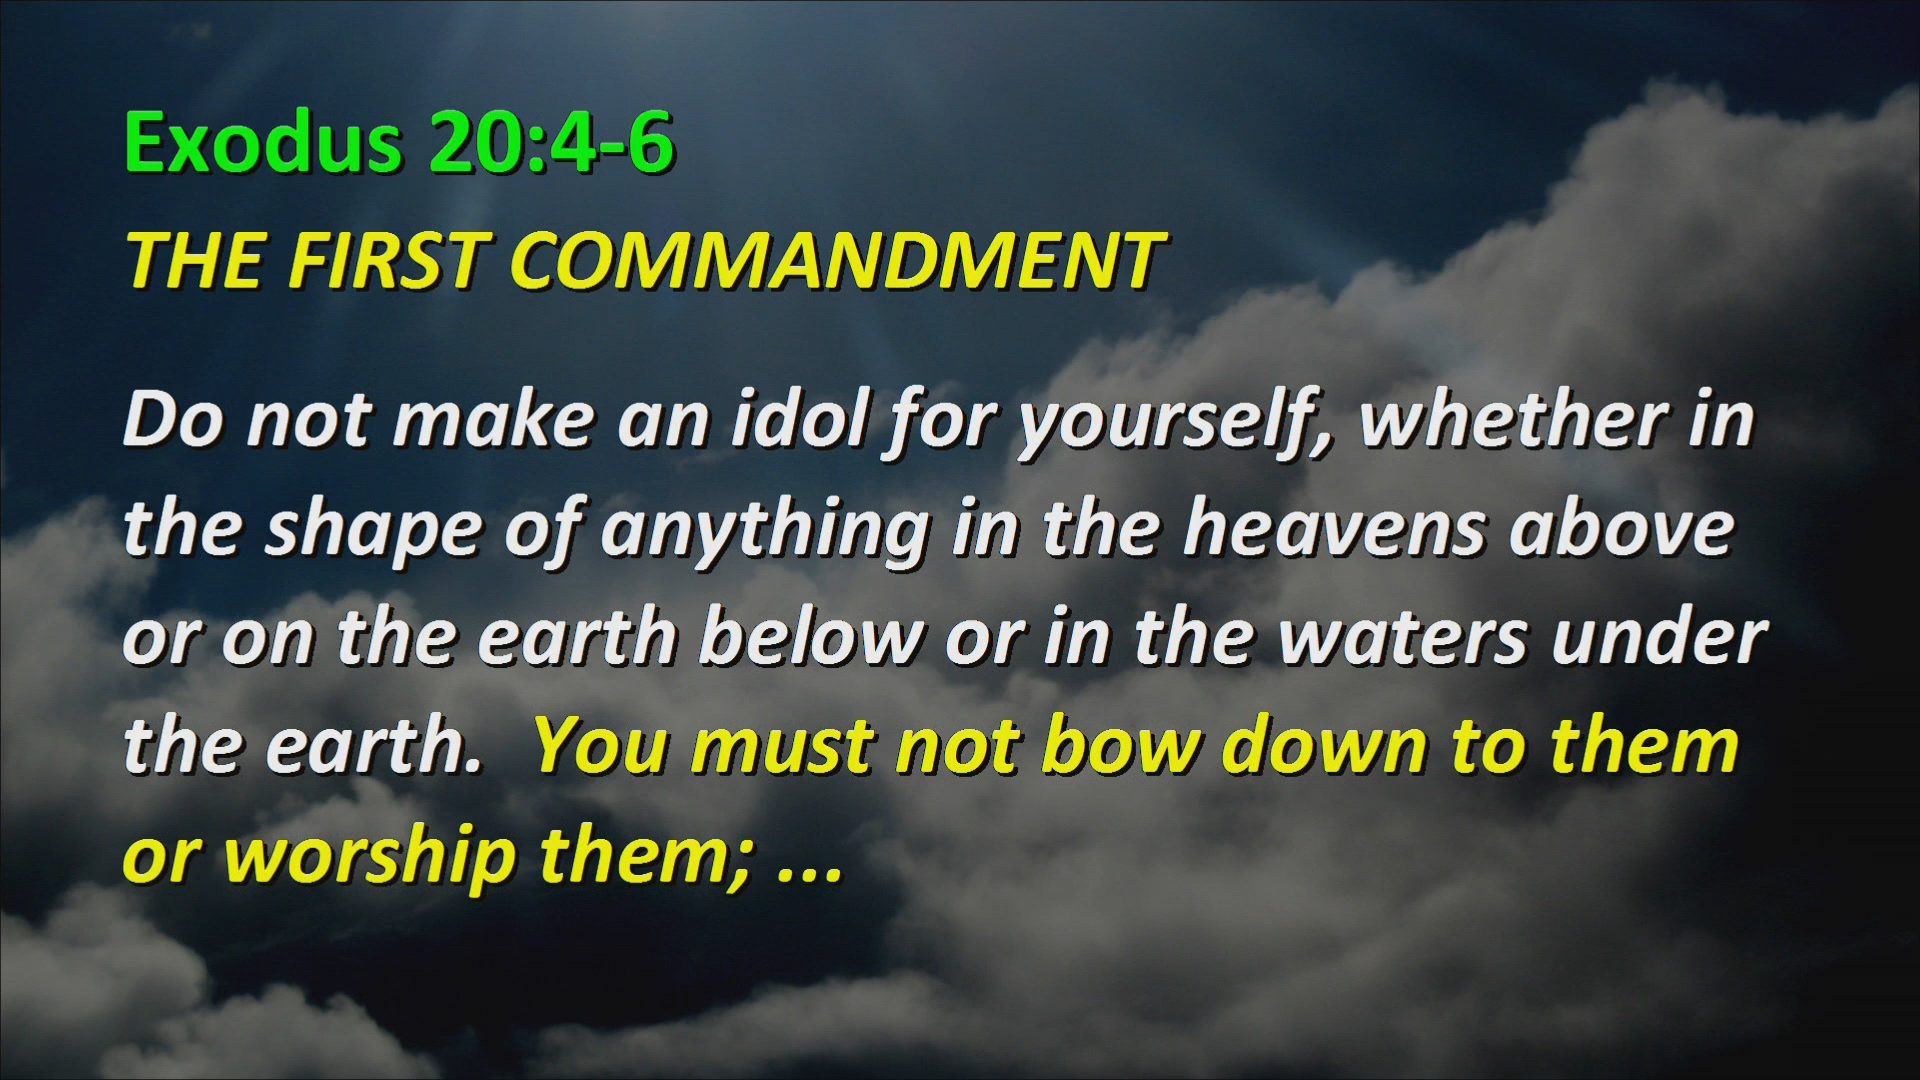 Exodus 20:4-6
THE FIRST COMMANDMENT
Do not make an idol for yourself, whether in
the shape of anything in the heavens above
or on the earth below or in the waters under
the earth.  You must not bow down to them
or worship them; ...